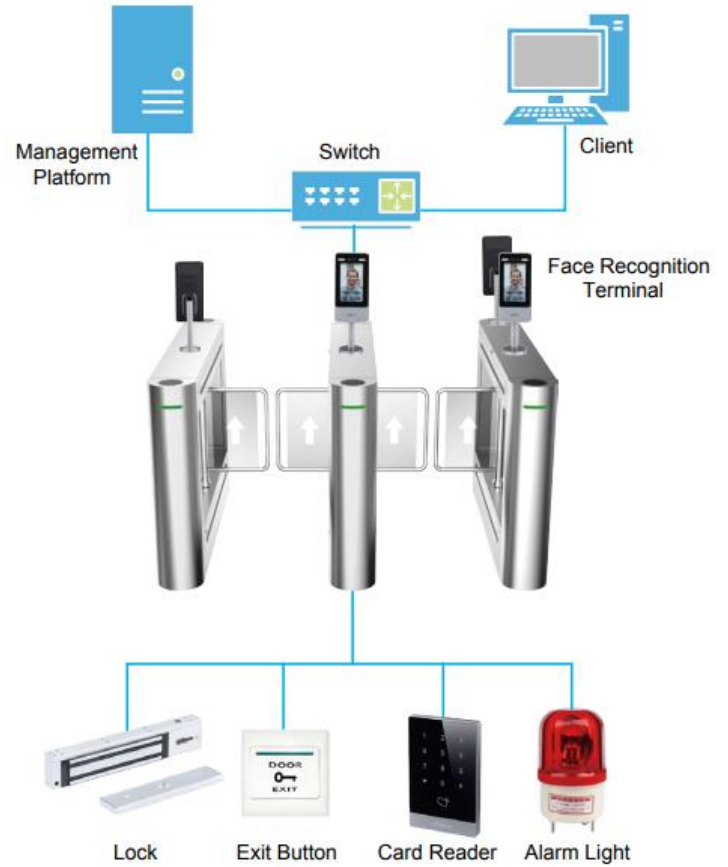 Management
Platform
Switch
Client
Face Recognition
Terminal
DOOR
EXIT
Lock
Exit Button
Card Reader
Alarm Light